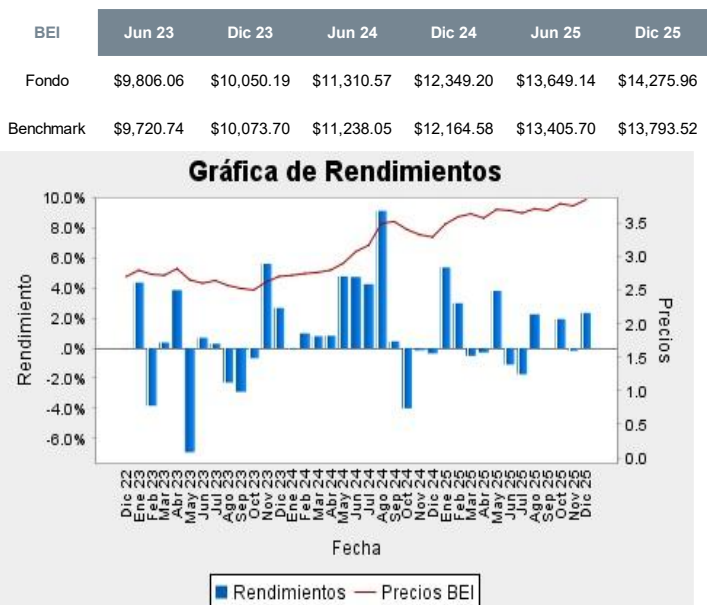 BEI Jun 23 Dic 23 Jun 24 Dic 24 Jun 25 Dic 25
Fondo $9,806.06 $10,050.19 $11,310.57 $12,349.20 $13,649.14 $14,275.96
Benchmark $9,720.74 $10,073.70 $11,238.05 $12,164.58 $13,405.70 $13,793.52
Gráfica de Rendimientos
10.0%
8.0%
6.0%
4.0%
2.0%
.0%
-2.0%
-4.0%
-6.0%
Rendimiento
3.5
3.0
2.5
2.0
1.5
1.0
0.5
0.0
Precios
Dic 22
Ene 23
Feb 23
Mar 23
Abr 23
May 23
Jun 23
Jul 23
Ago 23
Sep 23
Oct 23
Nov 23
Dic 23
Ene 24
Feb 24
Mar 24
Abr 24
May 24
Jun 24
Jul 24
Ago 24
Sep 24
Oct 24
Nov 24
Dic 24
Ene 25
Feb 25
Mar 25
Abr 25
May 25
Jun 25
Jul 25
Ago 25
Sep 25
Oct 25
Nov 25
Dic 25
Fecha
Rendimientos Precios BEI